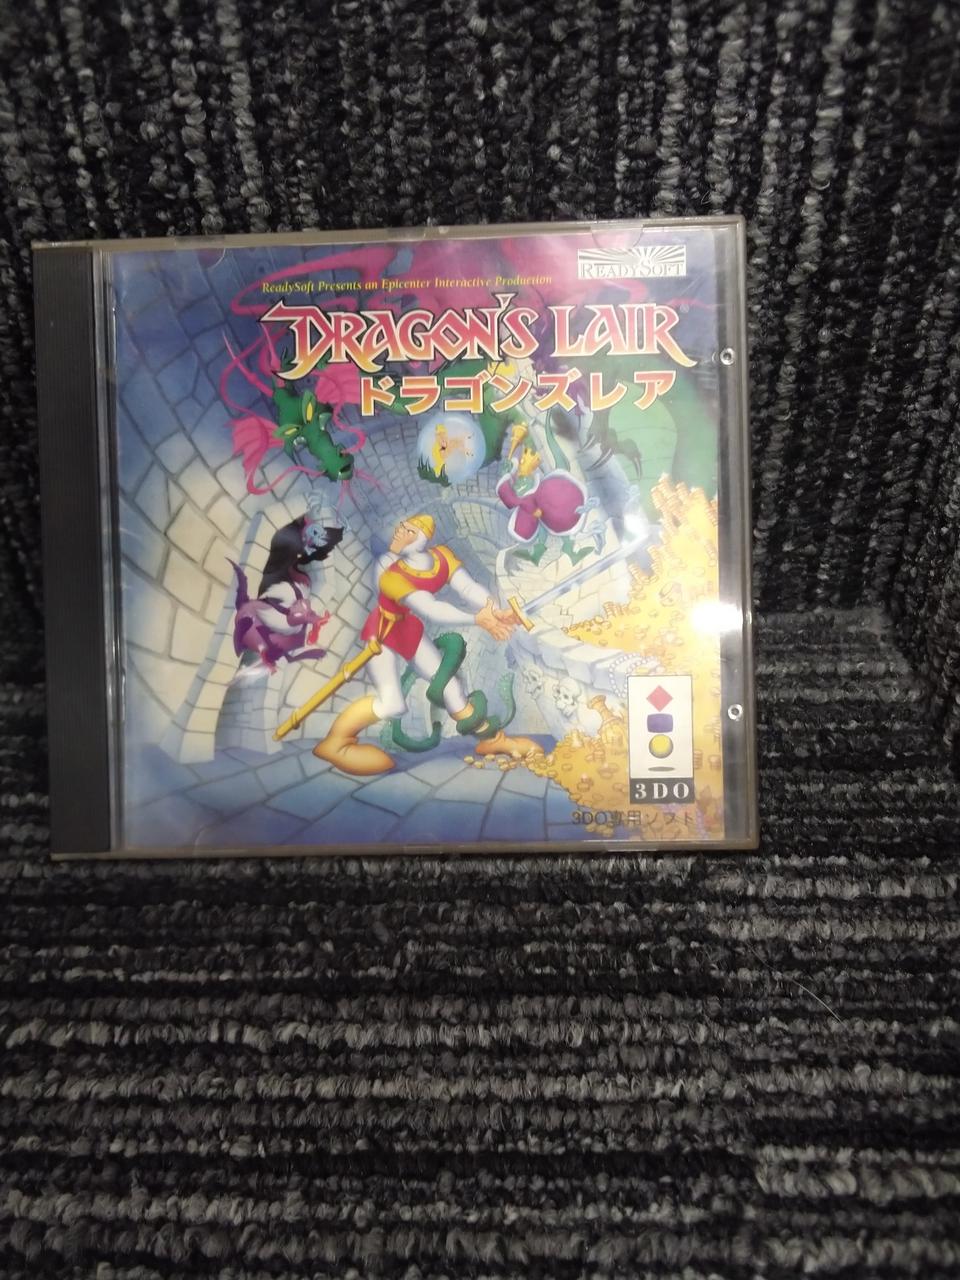 READYSOFT
ReadySoft Presents an Epicenter Interactive Production
DRAGON'S LAIR®
ドラゴンズレア
3DO
3DO専用ソフト